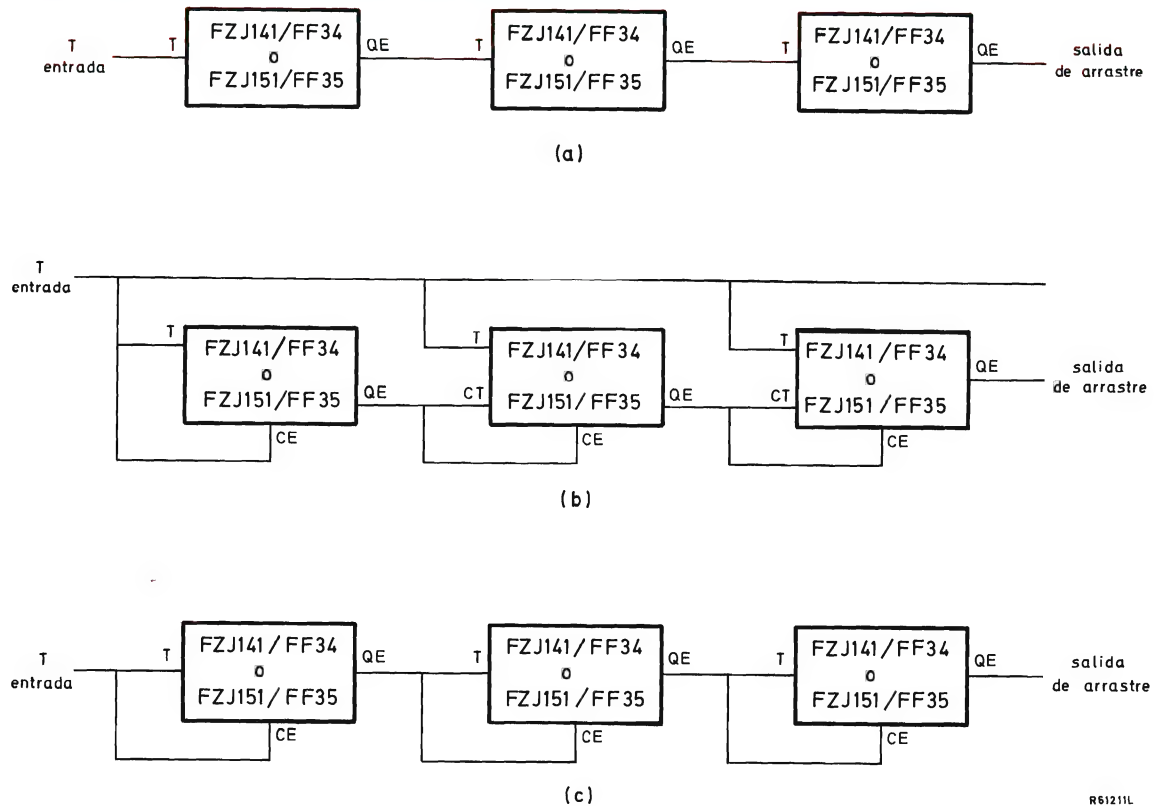 T
entrada
T
FZJ141/FF34
o
FZJ151/FF35
QE
T
FZJ141/FF34
o
FZJ151/FF35
QE
T
FZJ141/FF34
o
FZJ151/FF35
QE
salida
de arrastre
(a)
T
entrada
T
FZJ141/FF34
o
FZJ151/FF35
QE
CE
T
CT
FZJ141/FF34
o
FZJ151/FF35
QE
CE
T
CT
FZJ141/FF34
o
FZJ151/FF35
QE
CE
salida
de arrastre
(b)
T
entrada
T
FZJ141/FF34
o
FZJ151/FF35
QE
CE
T
FZJ141/FF34
o
FZJ151/FF35
QE
CE
T
FZJ141/FF34
o
FZJ151/FF35
QE
CE
salida
de arrastre
(c)
R61211L